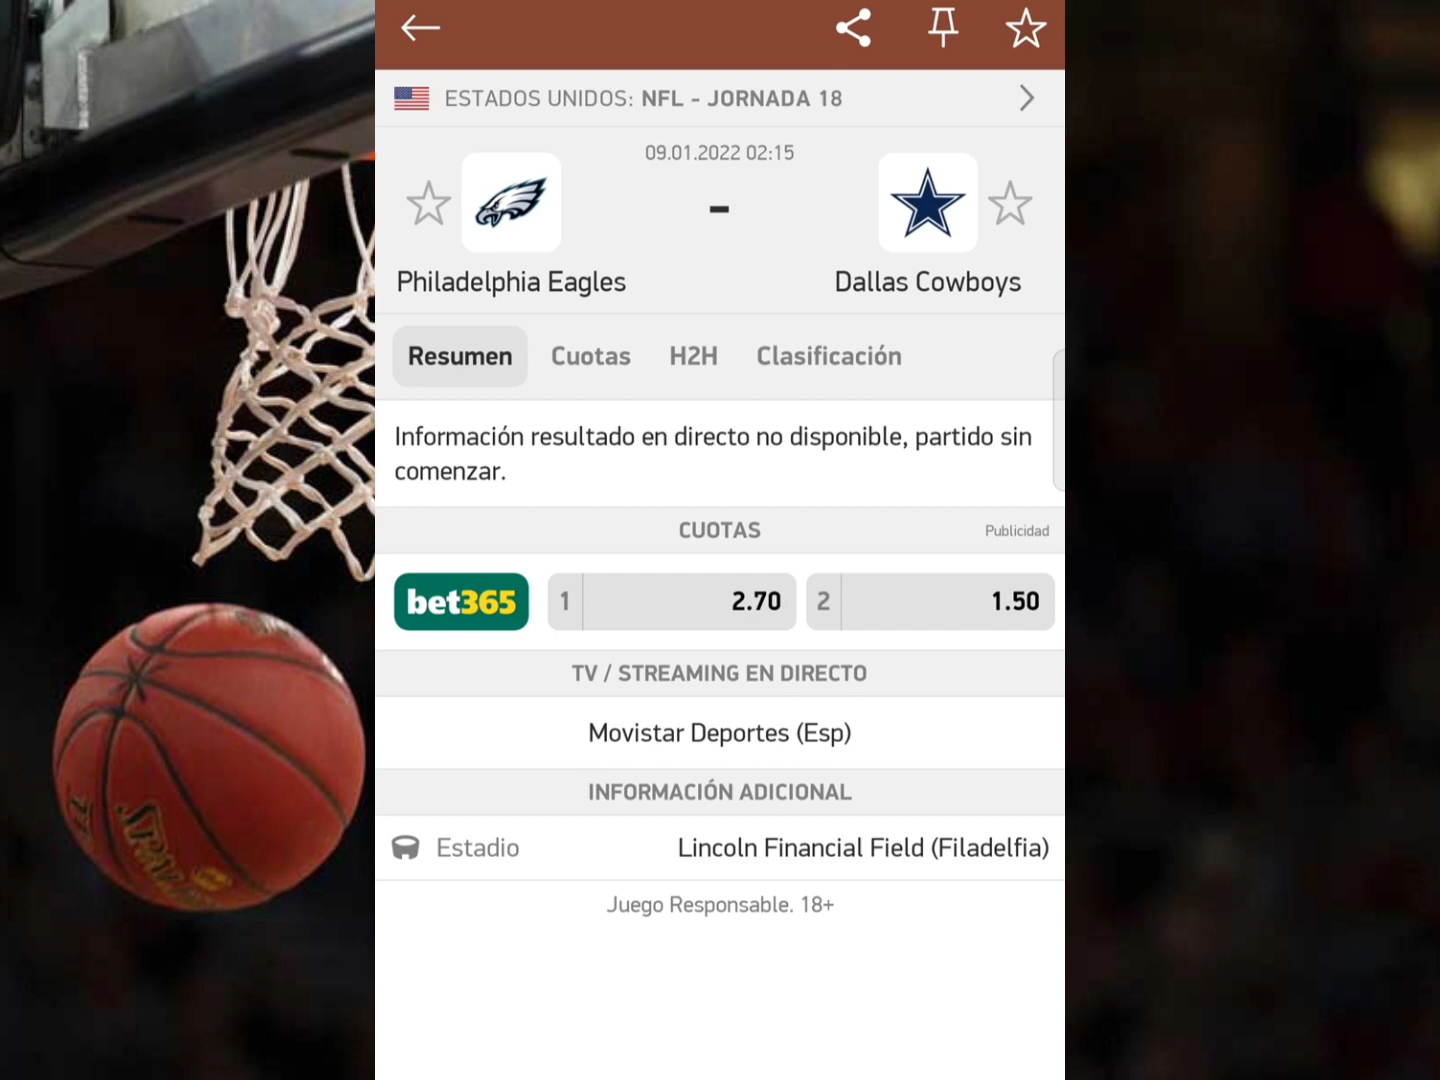 ESTADOS UNIDOS: NFL - JORNADA 18
09.01.2022 02:15
-
Philadelphia Eagles
Dallas Cowboys
Resumen Cuotas H2H Clasificación
Información resultado en directo no disponible, partido sin
comenzar.
CUOTAS Publicidad
bet365 1 2.70 2 1.50
TV / STREAMING EN DIRECTO
Movistar Deportes (Esp)
INFORMACIÓN ADICIONAL
Estadio Lincoln Financial Field (Filadelfia)
Juego Responsable. 18+